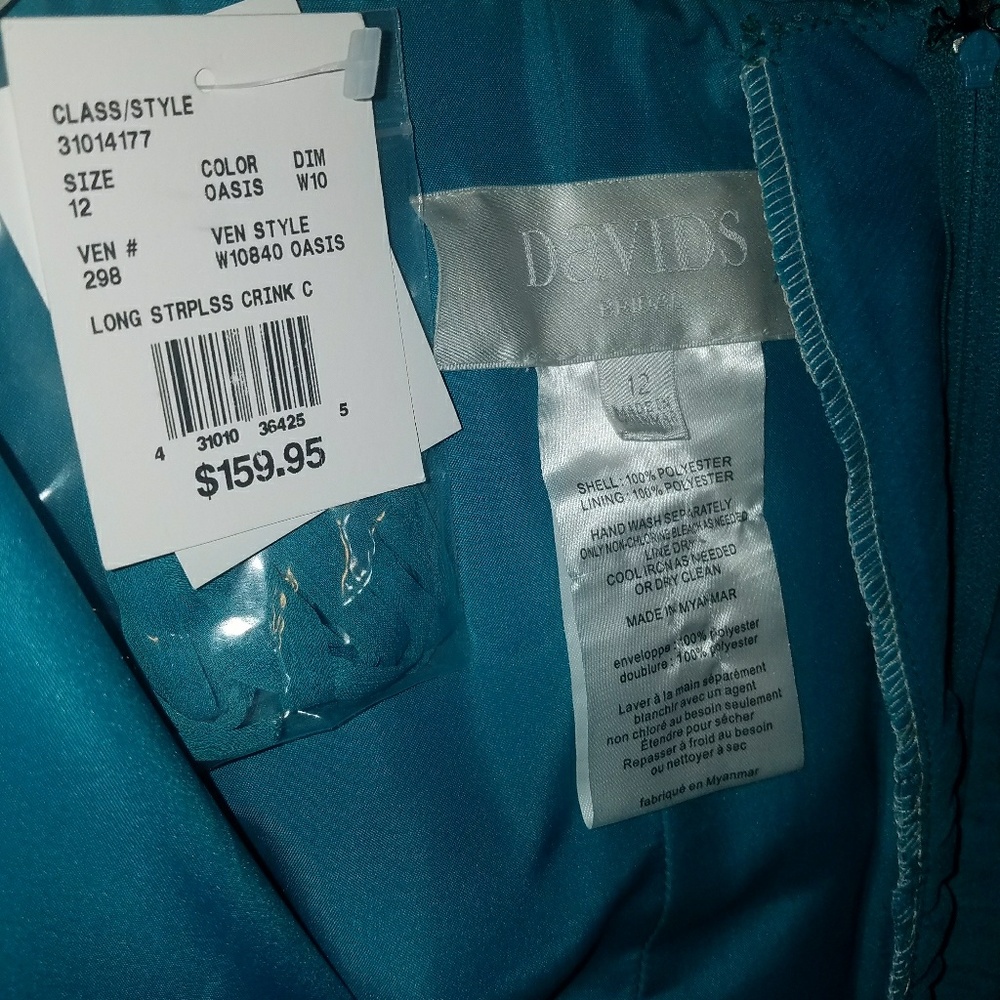 CLASS/STYLE
31014177
SIZE COLOR DIM
12 OASIS W10
VEN # VEN STYLE
298 W10840 OASIS
LONG STRPLSS CRINK C
4 31010 36425 5
$159.95
DAVID'S
12
SHELL: 100% POLYESTER
LINING: 100% POLYESTER
HAND WASH SEPARATELY
ONLY NON-CHLORINE BLEACH AS NEEDED
LINE DRY
COOL IRON AS NEEDED
OR DRY CLEAN
MADE IN MYANMAR
enveloppe : 100% polyester
doublure : 100% polyester
Laver à la main séparément
blanchir avec un agent
non chloré au besoin seulement
Étendre pour sécher
Repasser à froid au besoin
ou nettoyer à sec
fabriqué en Myanmar